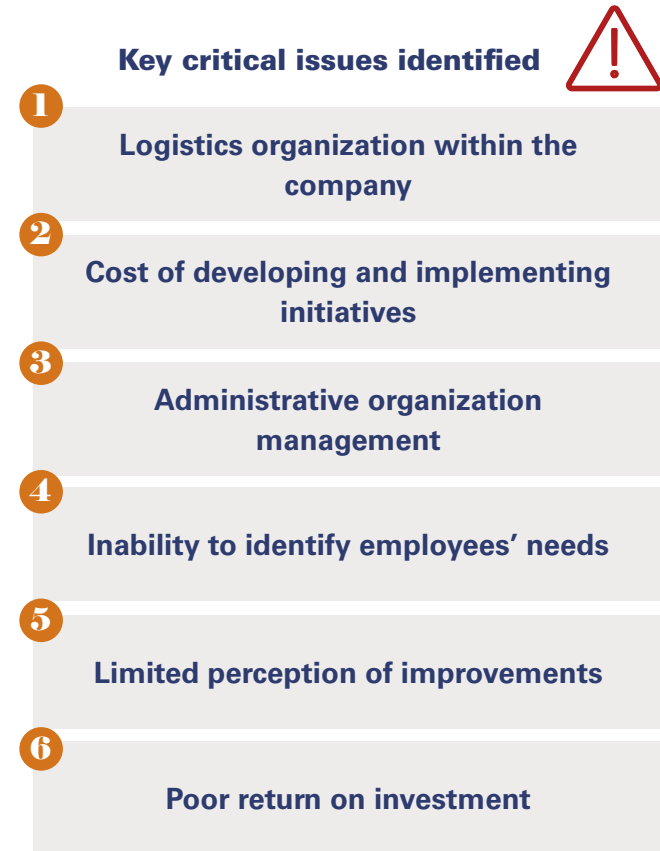 Key critical issues identified
1
Logistics organization within the
company
2
Cost of developing and implementing
initiatives
3
Administrative organization
management
4
Inability to identify employees’ needs
5
Limited perception of improvements
6
Poor return on investment